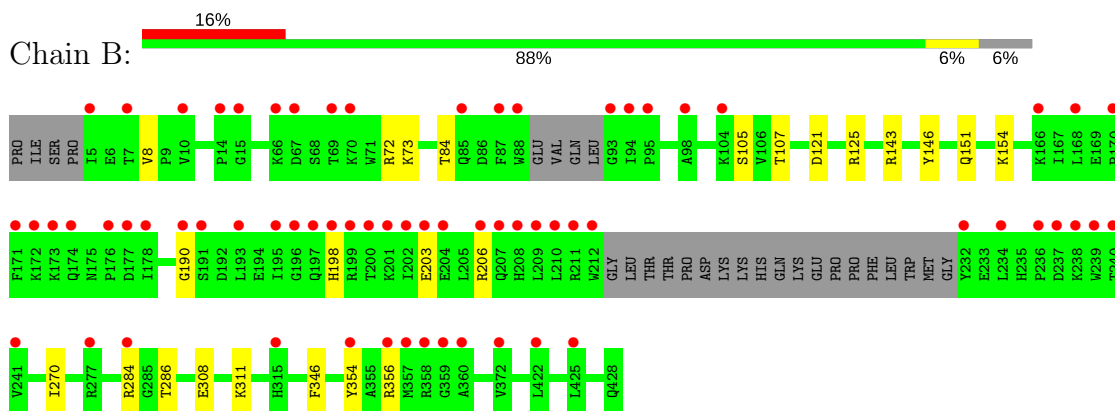 16%
Chain B:
88% 6% 6%
PRO ILE SER PRO I5 E6 T7 V8 P9 V10 P14 G15 K66 D67 S68 T69 K70 W71 R72 K73 T84 Q85 D86 F87 W88 GLU VAL GLN LEU G93 I94 P95 A98 K104 S105 V106 T107 D121 R125 R143 Y146 Q151 K154 K166 I167 L168 E169 P170
F171 K172 K173 Q174 N175 P176 D177 I178 G190 S191 D192 L193 E194 I195 G196 Q197 H198 R199 T200 K201 I202 E203 E204 L205 R206 Q207 H208 L209 L210 R211 W212 GLY LEU THR THR PRO ASP LYS LYS HIS GLN LYS GLU PRO PRO PHE LEU TRP MET GLY Y232 E233 L234 H235 P236 D237 K238 W239 T240
V241 I270 R277 R284 G285 T286 E308 K311 H315 F346 Y354 A355 R356 M357 R358 G359 A360 V372 L422 L425 Q428